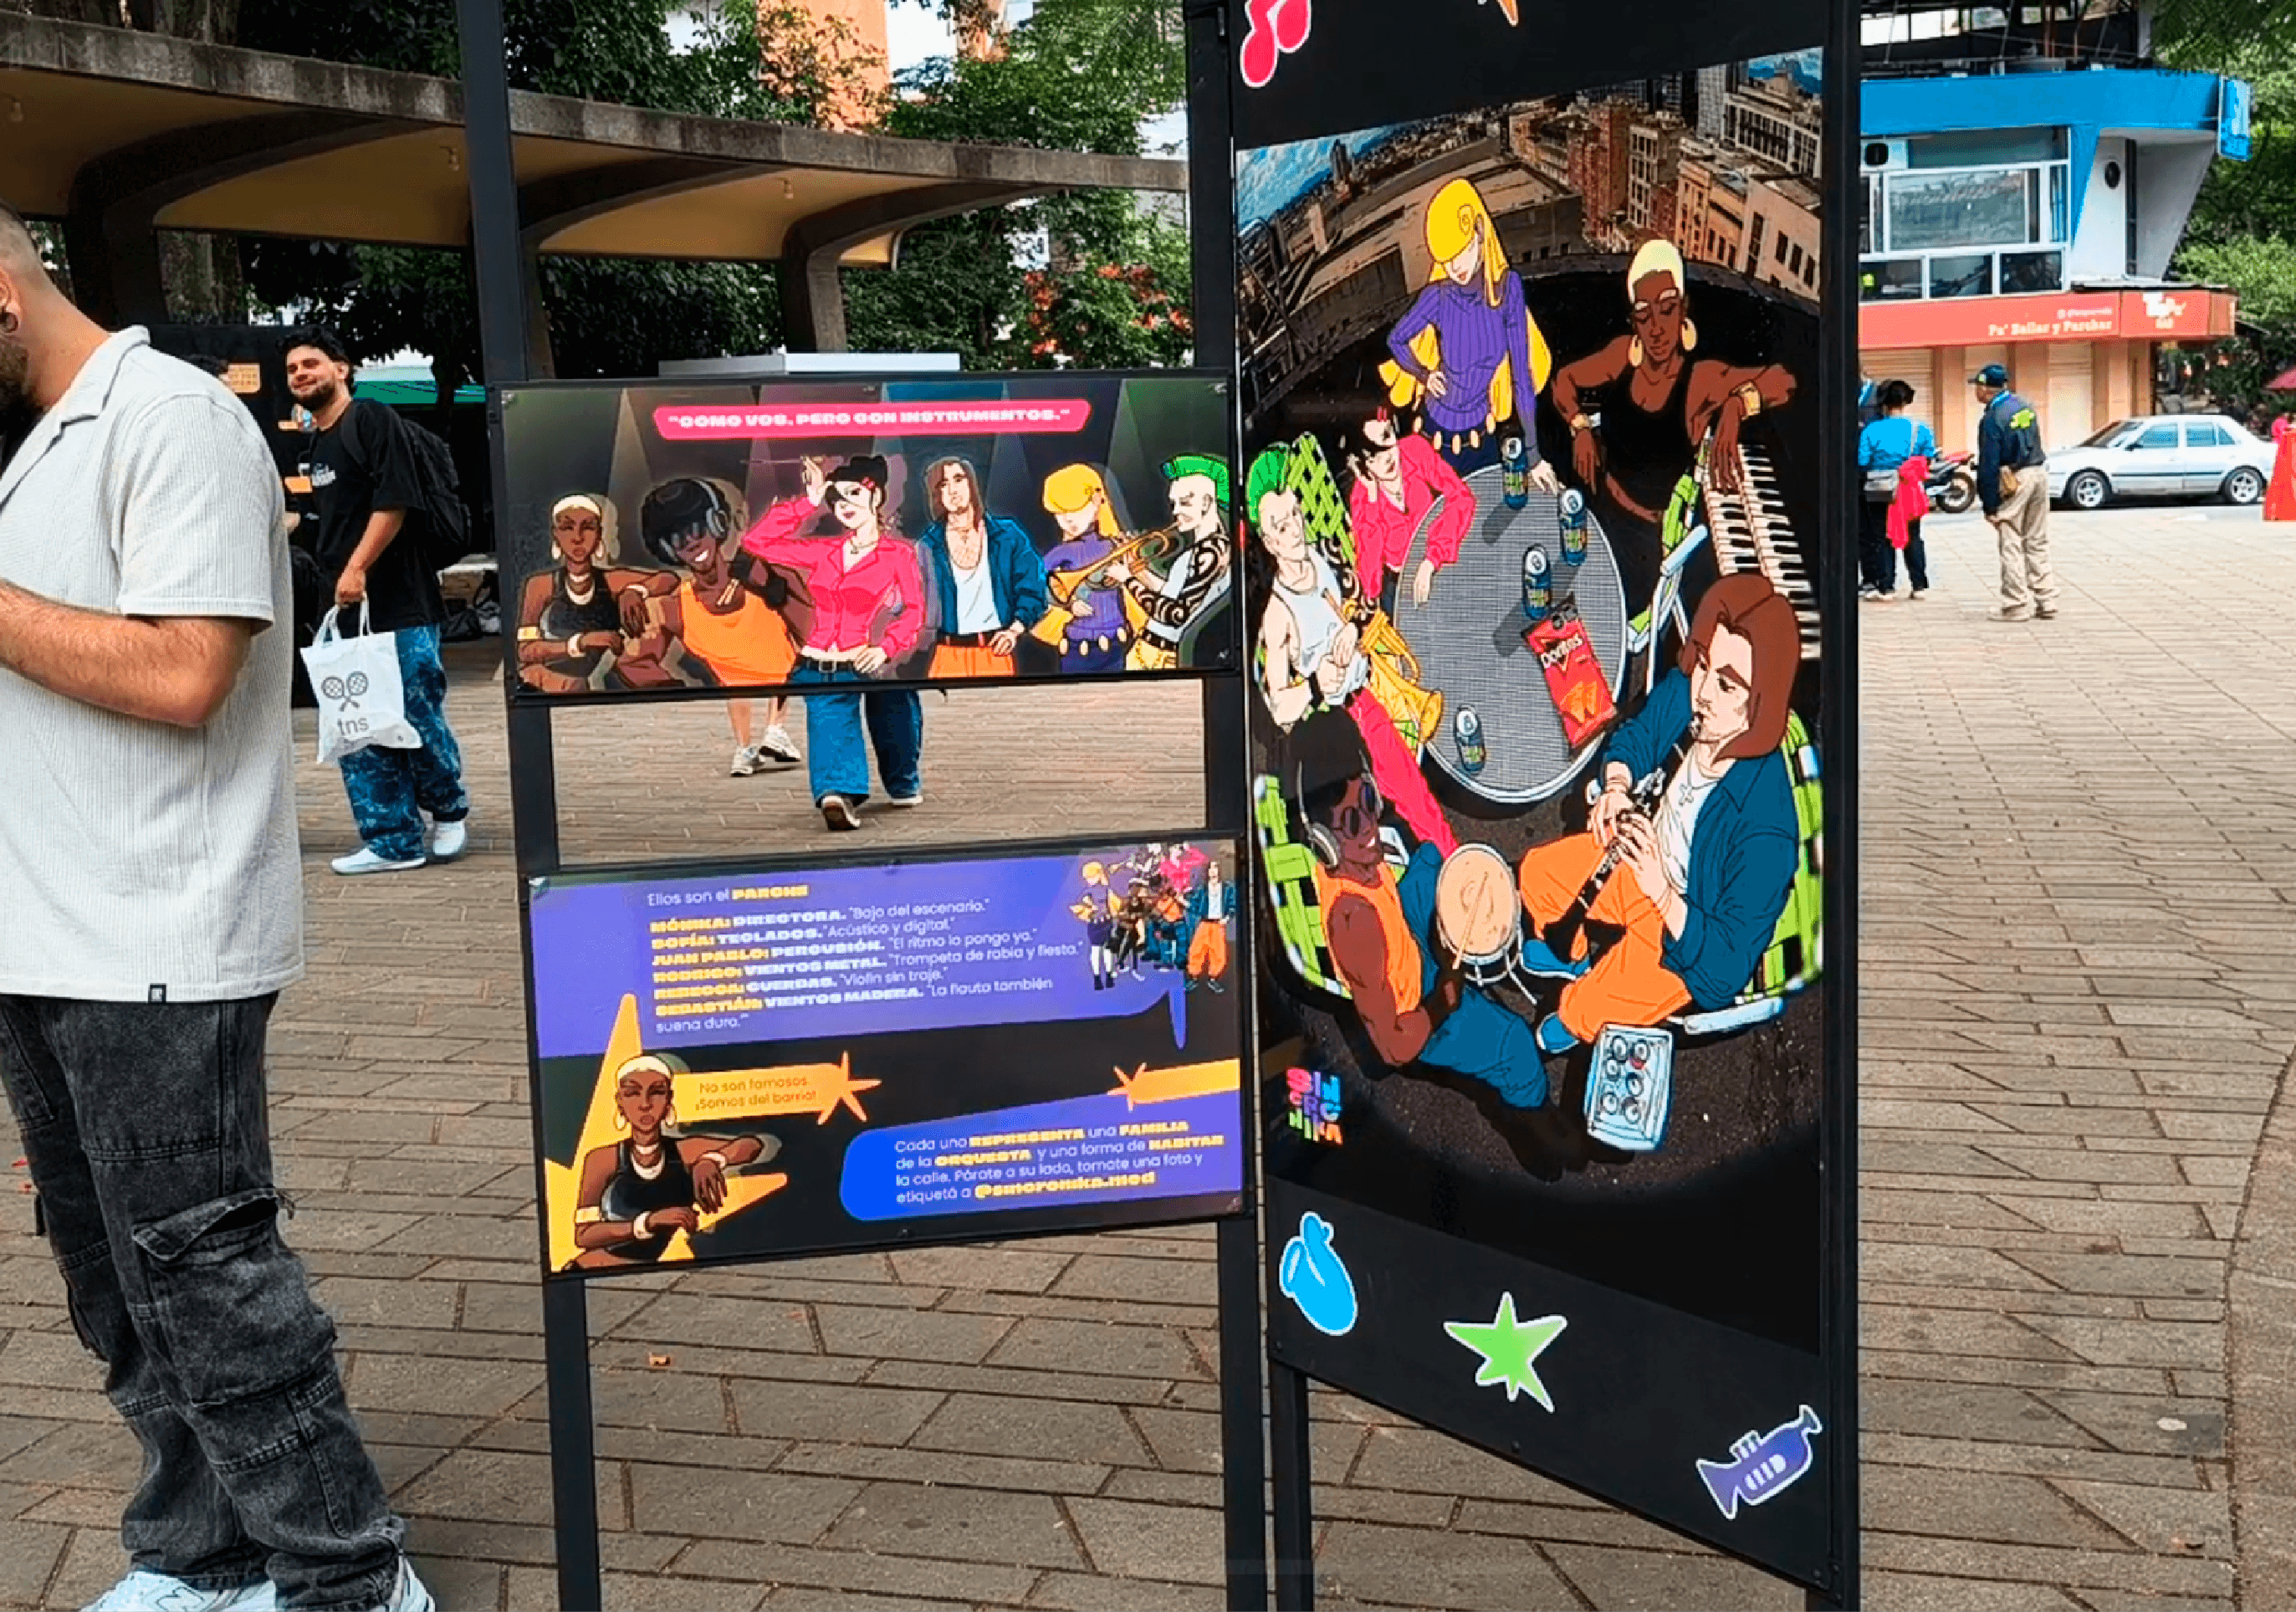 "COMO VOS, PERO CON INSTRUMENTOS."
Ellos son el PARCHE
MÓNIKA: DIRECTORA. "Bajo del escenario."
SOFÍA: TECLADOS. "Acústico y digital."
JUAN PABLO: PERCUSIÓN. "El ritmo lo pongo yo."
RODRIGO: VIENTOS METAL. "Trompeta de rabia y fiesta."
REBECCA: CUERDAS. "Violín sin traje."
SEBASTIÁN: VIENTOS MADERA. "La flauta también
suena duro."
No son famosos.
¡Somos del barrio!
Cada uno REPRESENTA una FAMILIA
de la ORQUESTA y una forma de HABITAR
la calle. Párate a su lado, tomate una foto y
etiquetá a @sincronika.med
Doritos
SIN
CRO
NIKA
tns
Pa' Bailar y Parchar